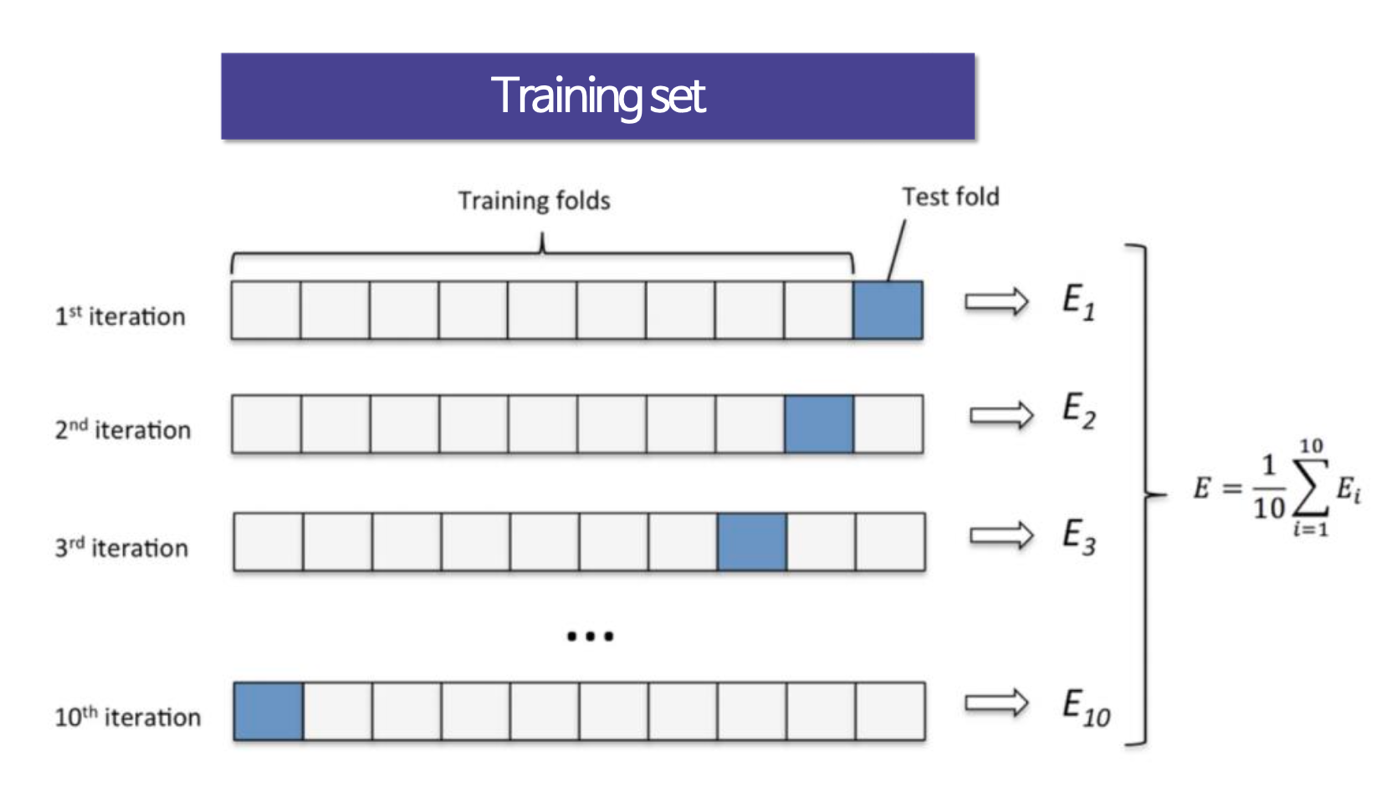 Training set
Training folds
Test fold
1st iteration
E1
2nd iteration
E2
3rd iteration
E3
...
10th iteration
E10
E = 1/10 ∑_{i=1}^{10} Ei